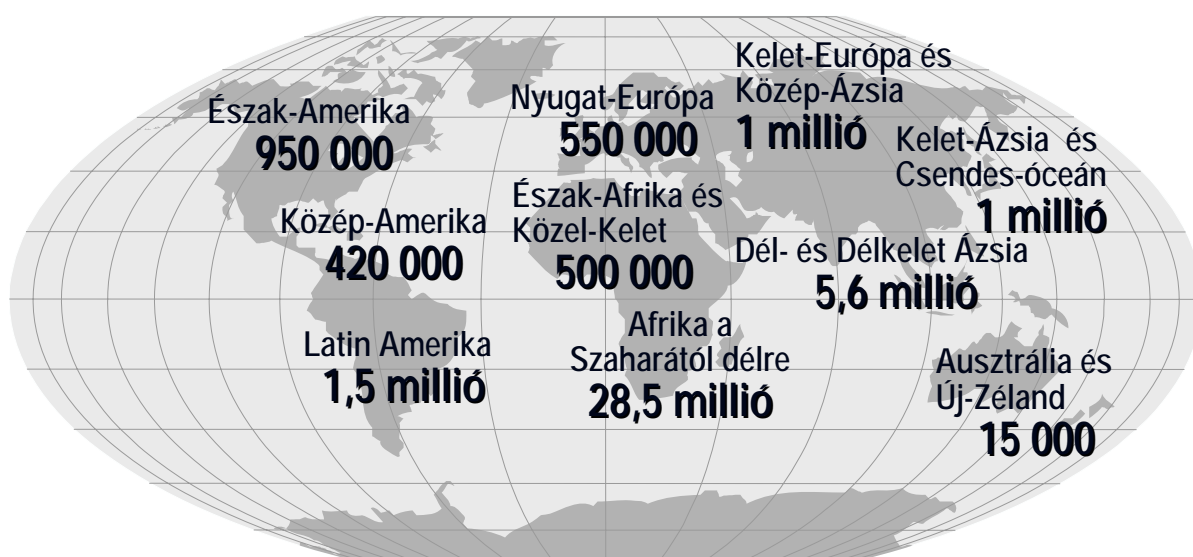 Észak-Amerika
950 000
Nyugat-Európa
550 000
Kelet-Európa és
Közép-Ázsia
1 millió
Kelet-Ázsia és
Csendes-óceán
1 millió
Közép-Amerika
420 000
Észak-Afrika és
Közel-Kelet
500 000
Dél- és Délkelet Ázsia
5,6 millió
Latin Amerika
1,5 millió
Afrika a
Szaharától délre
28,5 millió
Ausztrália és
Új-Zéland
15 000